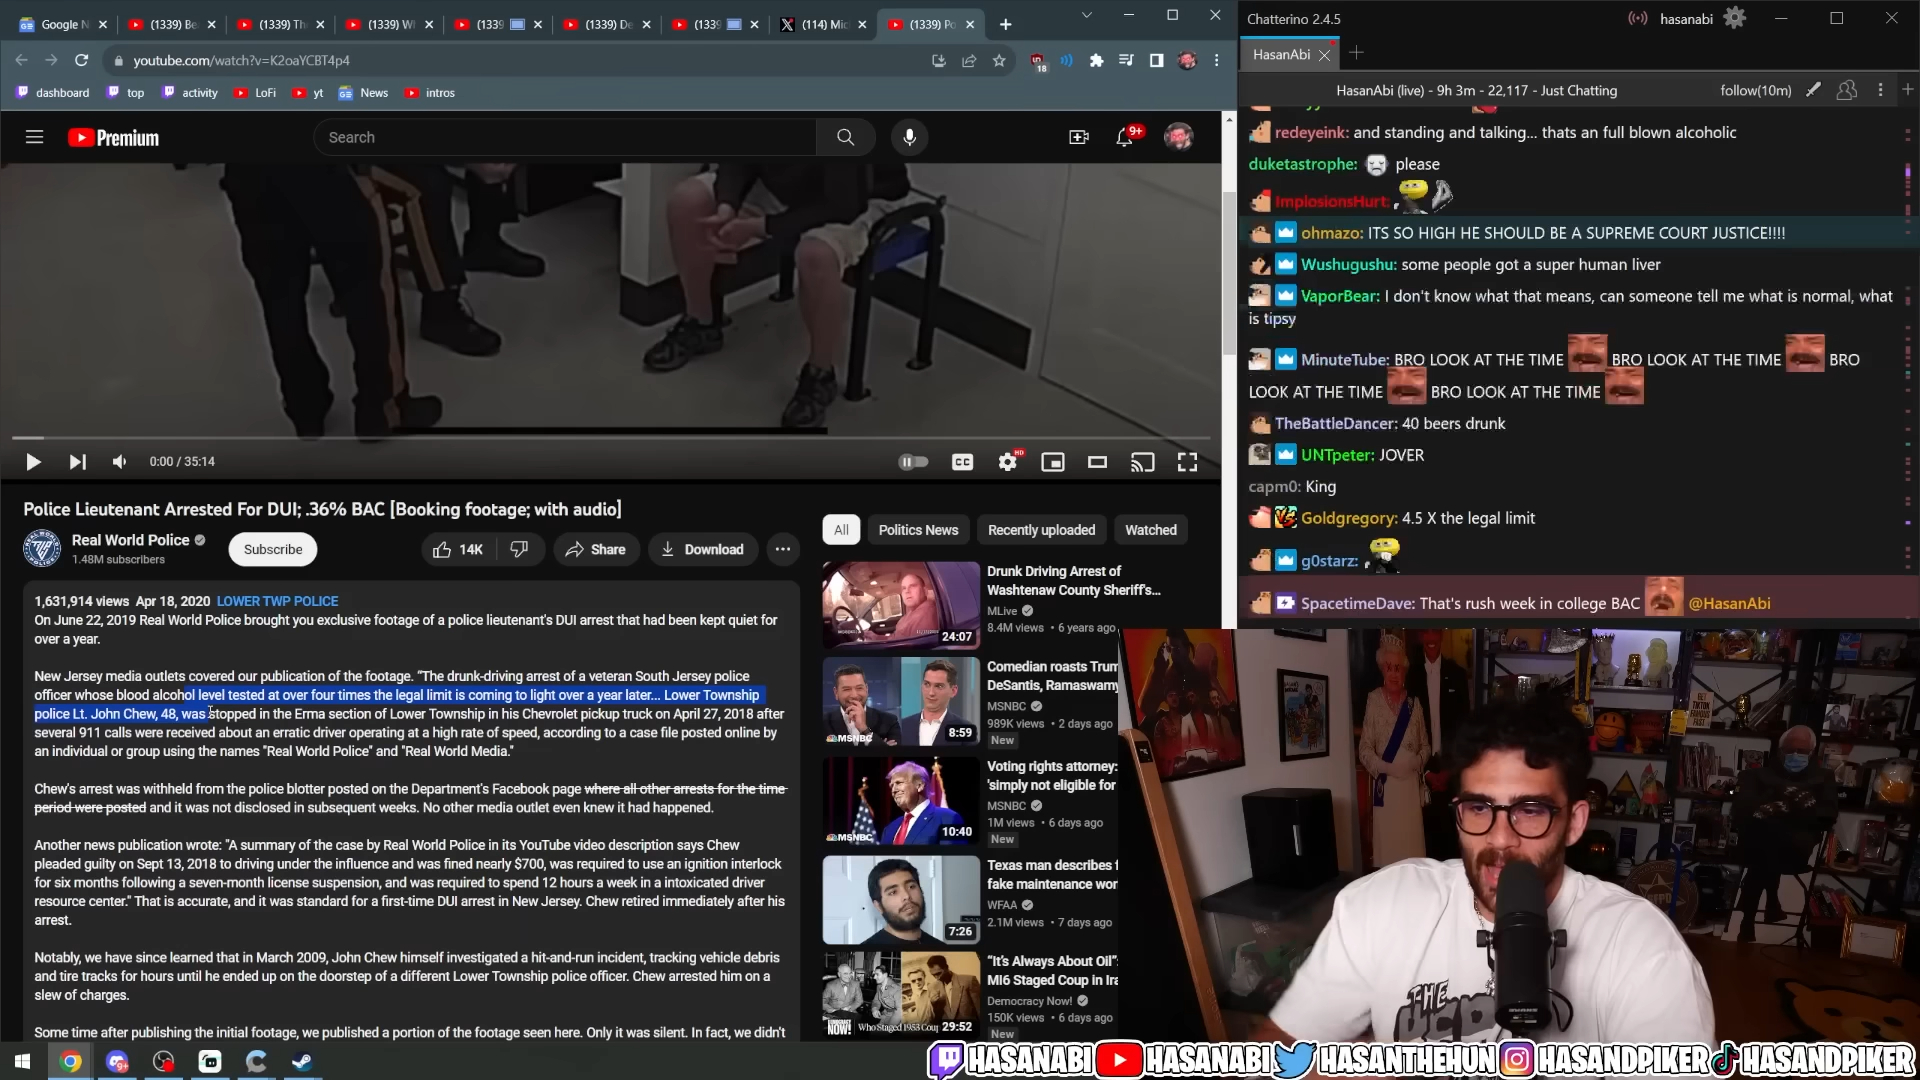 Google N
(1339) Be
(1339) Th
(1339) Wi
(1339
(1339) De
(1339
(114) Mic
(1339) Po
youtube.com/watch?v=K2oaYCBT4p4
18
dashboard
top
activity
LoFi
yt
News
intros
Premium
Search
9+
0:00 / 35:14
CC
HD
Police Lieutenant Arrested For DUI; .36% BAC [Booking footage; with audio]
Real World Police
1.48M subscribers
Subscribe
14K
Share
Download
1,631,914 views Apr 18, 2020 LOWER TWP POLICE
On June 22, 2019 Real World Police brought you exclusive footage of a police lieutenant's DUI arrest that had been kept quiet for
over a year.
New Jersey media outlets covered our publication of the footage. "The drunk-driving arrest of a veteran South Jersey police
officer whose blood alcohol level tested at over four times the legal limit is coming to light over a year later... Lower Township
police Lt. John Chew, 48, was stopped in the Erma section of Lower Township in his Chevrolet pickup truck on April 27, 2018 after
several 911 calls were received about an erratic driver operating at a high rate of speed, according to a case file posted online by
an individual or group using the names "Real World Police" and "Real World Media."
Chew's arrest was withheld from the police blotter posted on the Department's Facebook page where all other arrests for the time
period were posted and it was not disclosed in subsequent weeks. No other media outlet even knew it had happened.
Another news publication wrote: "A summary of the case by Real World Police in its YouTube video description says Chew
pleaded guilty on Sept 13, 2018 to driving under the influence and was fined nearly $700, was required to use an ignition interlock
for six months following a seven-month license suspension, and was required to spend 12 hours a week in a intoxicated driver
resource center." That is accurate, and it was standard for a first-time DUI arrest in New Jersey. Chew retired immediately after his
arrest.
Notably, we have since learned that in March 2009, John Chew himself investigated a hit-and-run incident, tracking vehicle debris
and tire tracks for hours until he ended up on the doorstep of a different Lower Township police officer. Chew arrested him on a
slew of charges.
Some time after publishing the initial footage, we published a portion of the footage seen here. Only it was silent. In fact, we didn't
All
Politics News
Recently uploaded
Watched
24:07
Drunk Driving Arrest of
Washtenaw County Sheriff's...
MLive
8.4M views • 6 years ago
MSNBC
8:59
Comedian roasts Trum
DeSantis, Ramaswamy
MSNBC
989K views • 2 days ago
New
MSNBC
10:40
Voting rights attorney:
'simply not eligible for
MSNBC
1M views • 6 days ago
New
7:26
Texas man describes f
fake maintenance wor
WFAA
2.1M views • 7 days ago
NOW!
Who Staged 1953 Coup
29:52
"It's Always About Oil":
MI6 Staged Coup in Ira
Democracy Now!
150K views • 6 days ago
New
Chatterino 2.4.5
hasanabi
HasanAbi
HasanAbi (live) - 9h 3m - 22,117 - Just Chatting
follow(10m)
redeyeink: and standing and talking... thats an full blown alcoholic
duketastrophe: please
ImplosionsHurt:
ohmazo: ITS SO HIGH HE SHOULD BE A SUPREME COURT JUSTICE!!!!
Wushugushu: some people got a super human liver
VaporBear: I don't know what that means, can someone tell me what is normal, what
is tipsy
MinuteTube: BRO LOOK AT THE TIME BRO LOOK AT THE TIME BRO
LOOK AT THE TIME BRO LOOK AT THE TIME
TheBattleDancer: 40 beers drunk
UNTpeter: JOVER
capm0: King
Goldgregory: 4.5 X the legal limit
g0starz:
SpacetimeDave: That's rush week in college BAC @HasanAbi
THE
HASANABI HASANABI HASANTHEHUN HASANDPIKER HASANDPIKER